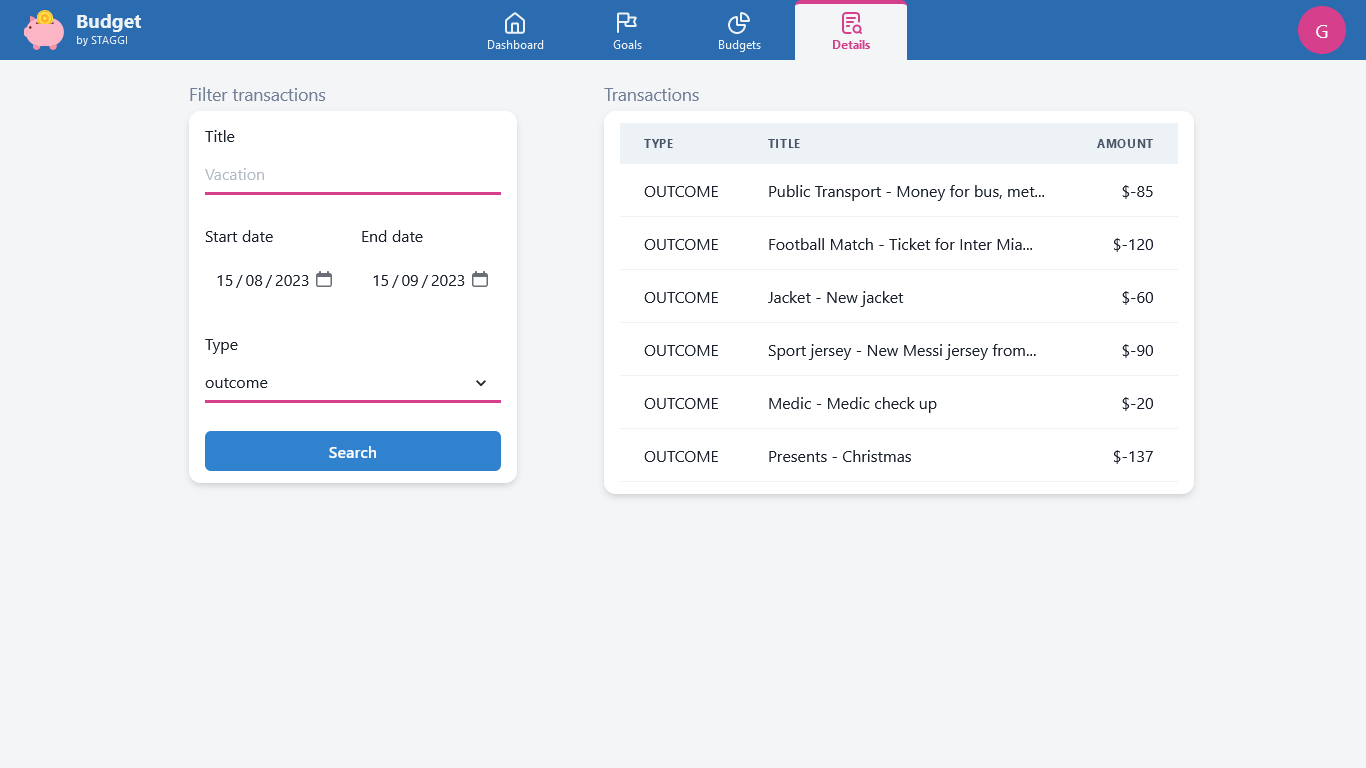 Budget
by STAGGI
Dashboard
Goals
Budgets
Details
G
Filter transactions
Title
Vacation
Start date End date
15/08/2023 15/09/2023
Type
outcome
Search
Transactions
TYPE TITLE AMOUNT
OUTCOME Public Transport - Money for bus, met... $-85
OUTCOME Football Match - Ticket for Inter Mia... $-120
OUTCOME Jacket - New jacket $-60
OUTCOME Sport jersey - New Messi jersey from... $-90
OUTCOME Medic - Medic check up $-20
OUTCOME Presents - Christmas $-137